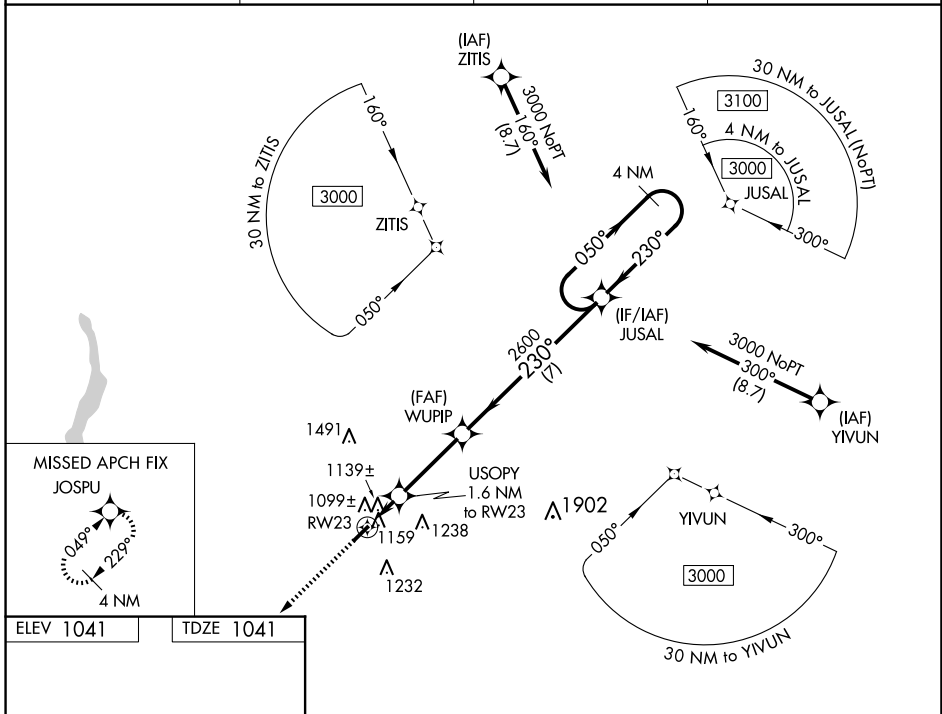 (IAF)
ZITIS
3000 NoPT
160°
(8.7)
30 NM to ZITIS
160°
3000
ZITIS
050°
30 NM to JUSAL (NoPT)
3100
4 NM to JUSAL
3000
160°
JUSAL
300°
4 NM
050°
230°
(IF/IAF)
JUSAL
2600
230°
(7)
3000 NoPT
300°
(8.7)
(IAF)
YIVUN
(FAF)
WUPIP
1491
1139±
1099±
RW23
1159
1238
1232
USOPY
1.6 NM
to RW23
1902
YIVUN
050°
300°
3000
30 NM to YIVUN
MISSED APCH FIX
JOSPU
049°
229°
4 NM
ELEV 1041
TDZE 1041